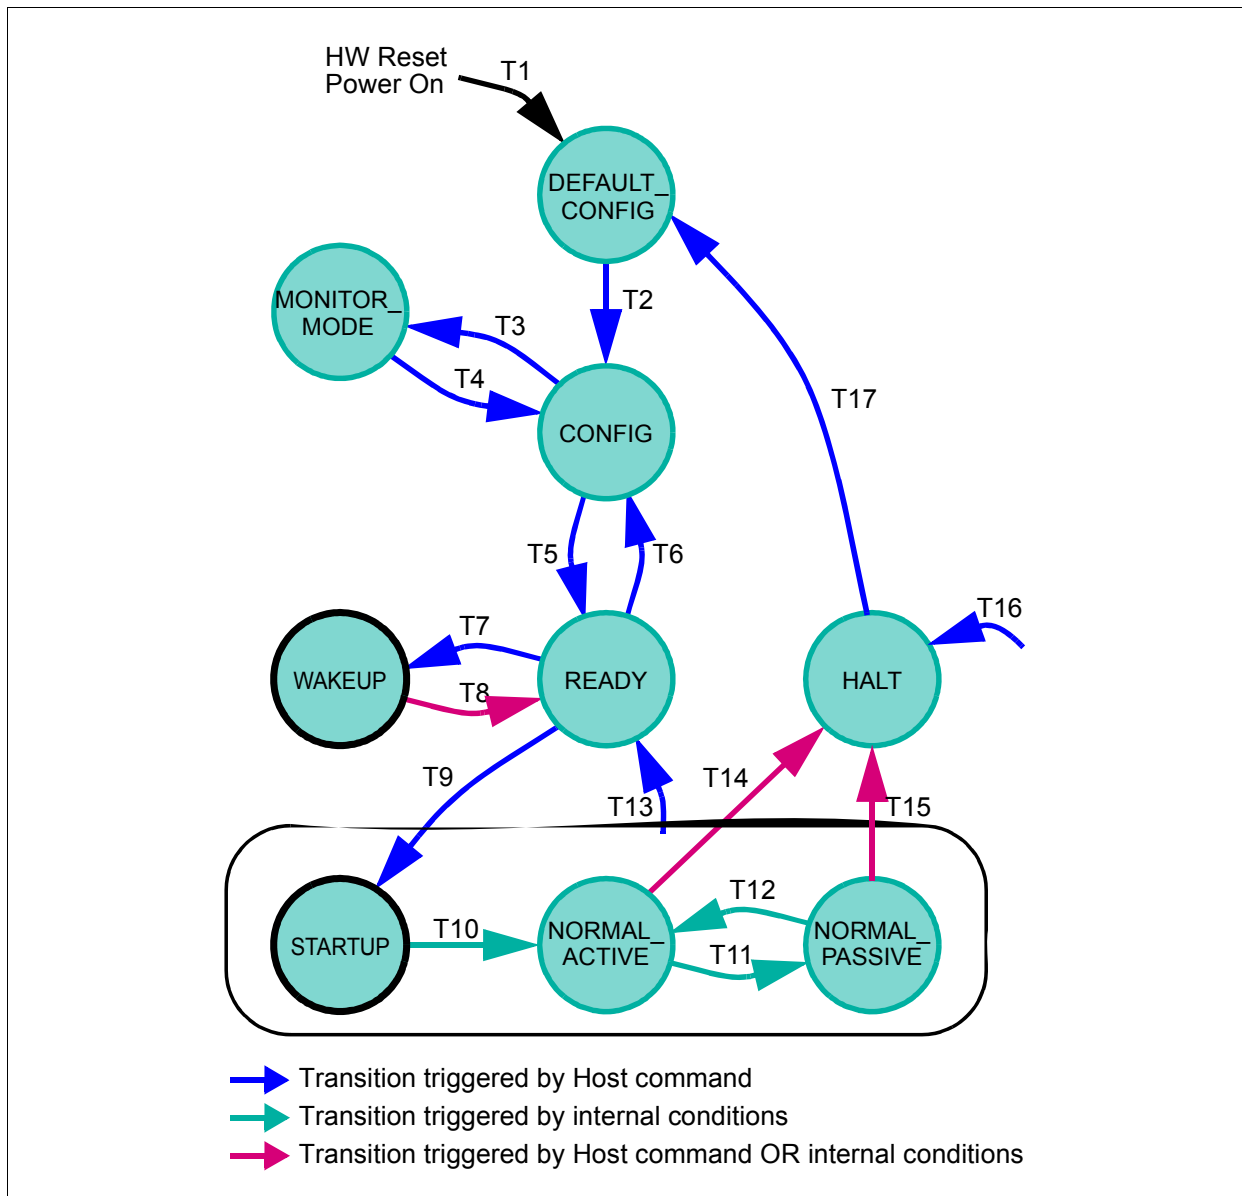 HW Reset
Power On
T1
DEFAULT_
CONFIG
T2
MONITOR_
MODE
T3
T4
CONFIG
T17
T5
T6
T16
T7
WAKEUP
T8
READY
HALT
T9
T13
T14
T15
STARTUP
T10
NORMAL_
ACTIVE
T12
T11
NORMAL_
PASSIVE
Transition triggered by Host command
Transition triggered by internal conditions
Transition triggered by Host command OR internal conditions